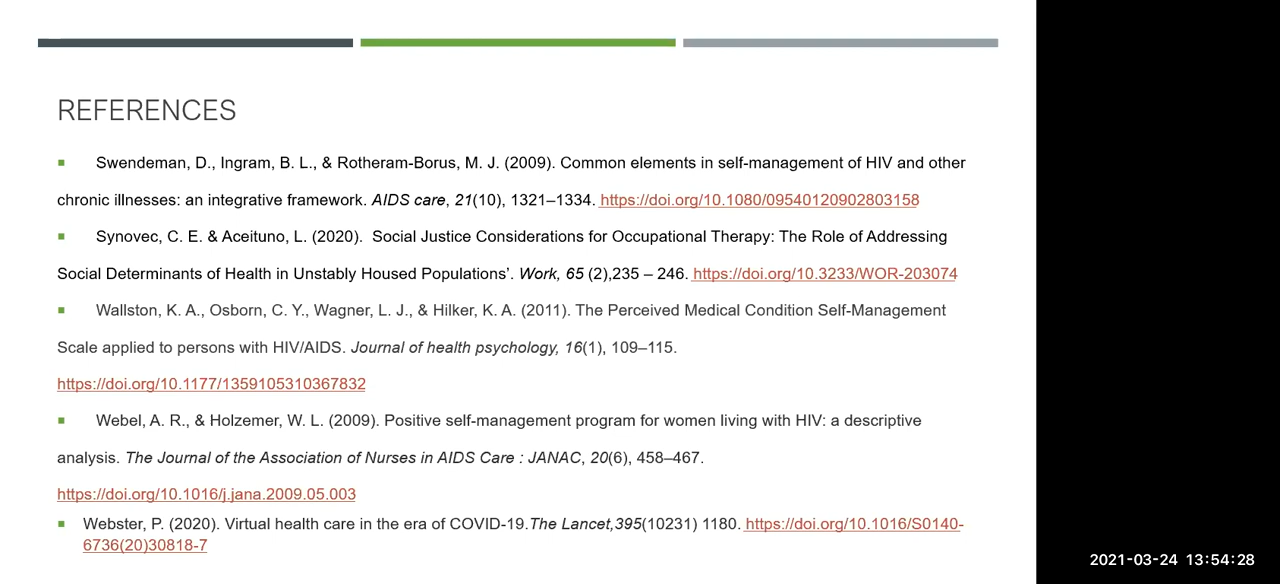 REFERENCES
Swendeman, D., Ingram, B. L., & Rotheram-Borus, M. J. (2009). Common elements in self-management of HIV and other
chronic illnesses: an integrative framework. AIDS care, 21(10), 1321–1334. https://doi.org/10.1080/09540120902803158
Synovec, C. E. & Aceituno, L. (2020).  Social Justice Considerations for Occupational Therapy: The Role of Addressing
Social Determinants of Health in Unstably Housed Populations’. Work, 65 (2),235 – 246. https://doi.org/10.3233/WOR-203074
Wallston, K. A., Osborn, C. Y., Wagner, L. J., & Hilker, K. A. (2011). The Perceived Medical Condition Self-Management
Scale applied to persons with HIV/AIDS. Journal of health psychology, 16(1), 109–115.
https://doi.org/10.1177/1359105310367832
Webel, A. R., & Holzemer, W. L. (2009). Positive self-management program for women living with HIV: a descriptive
analysis. The Journal of the Association of Nurses in AIDS Care : JANAC, 20(6), 458–467.
https://doi.org/10.1016/j.jana.2009.05.003
Webster, P. (2020). Virtual health care in the era of COVID-19.The Lancet,395(10231) 1180. https://doi.org/10.1016/S0140-
6736(20)30818-7
2021-03-24 13:54:28